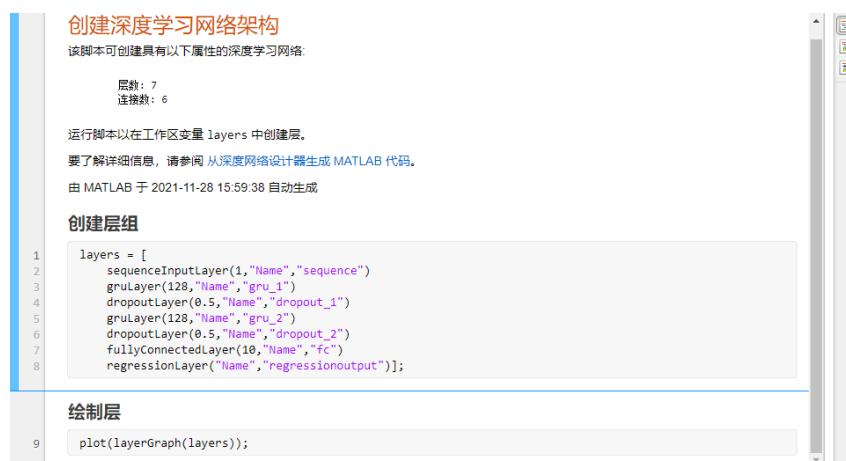 创建深度学习网络架构
该脚本可创建具有以下属性的深度学习网络:
层数: 7
连接数: 6
运行脚本以在工作区变量 layers 中创建层。
要了解详细信息，请参阅 从深度网络设计器生成 MATLAB 代码。
由 MATLAB 于 2021-11-28 15:59:38 自动生成
创建层组
1 layers = [
2 sequenceInputLayer(1,"Name","sequence")
3 gruLayer(128,"Name","gru_1")
4 dropoutLayer(0.5,"Name","dropout_1")
5 gruLayer(128,"Name","gru_2")
6 dropoutLayer(0.5,"Name","dropout_2")
7 fullyConnectedLayer(10,"Name","fc")
8 regressionLayer("Name","regressionoutput")];
绘制层
9 plot(layerGraph(layers));